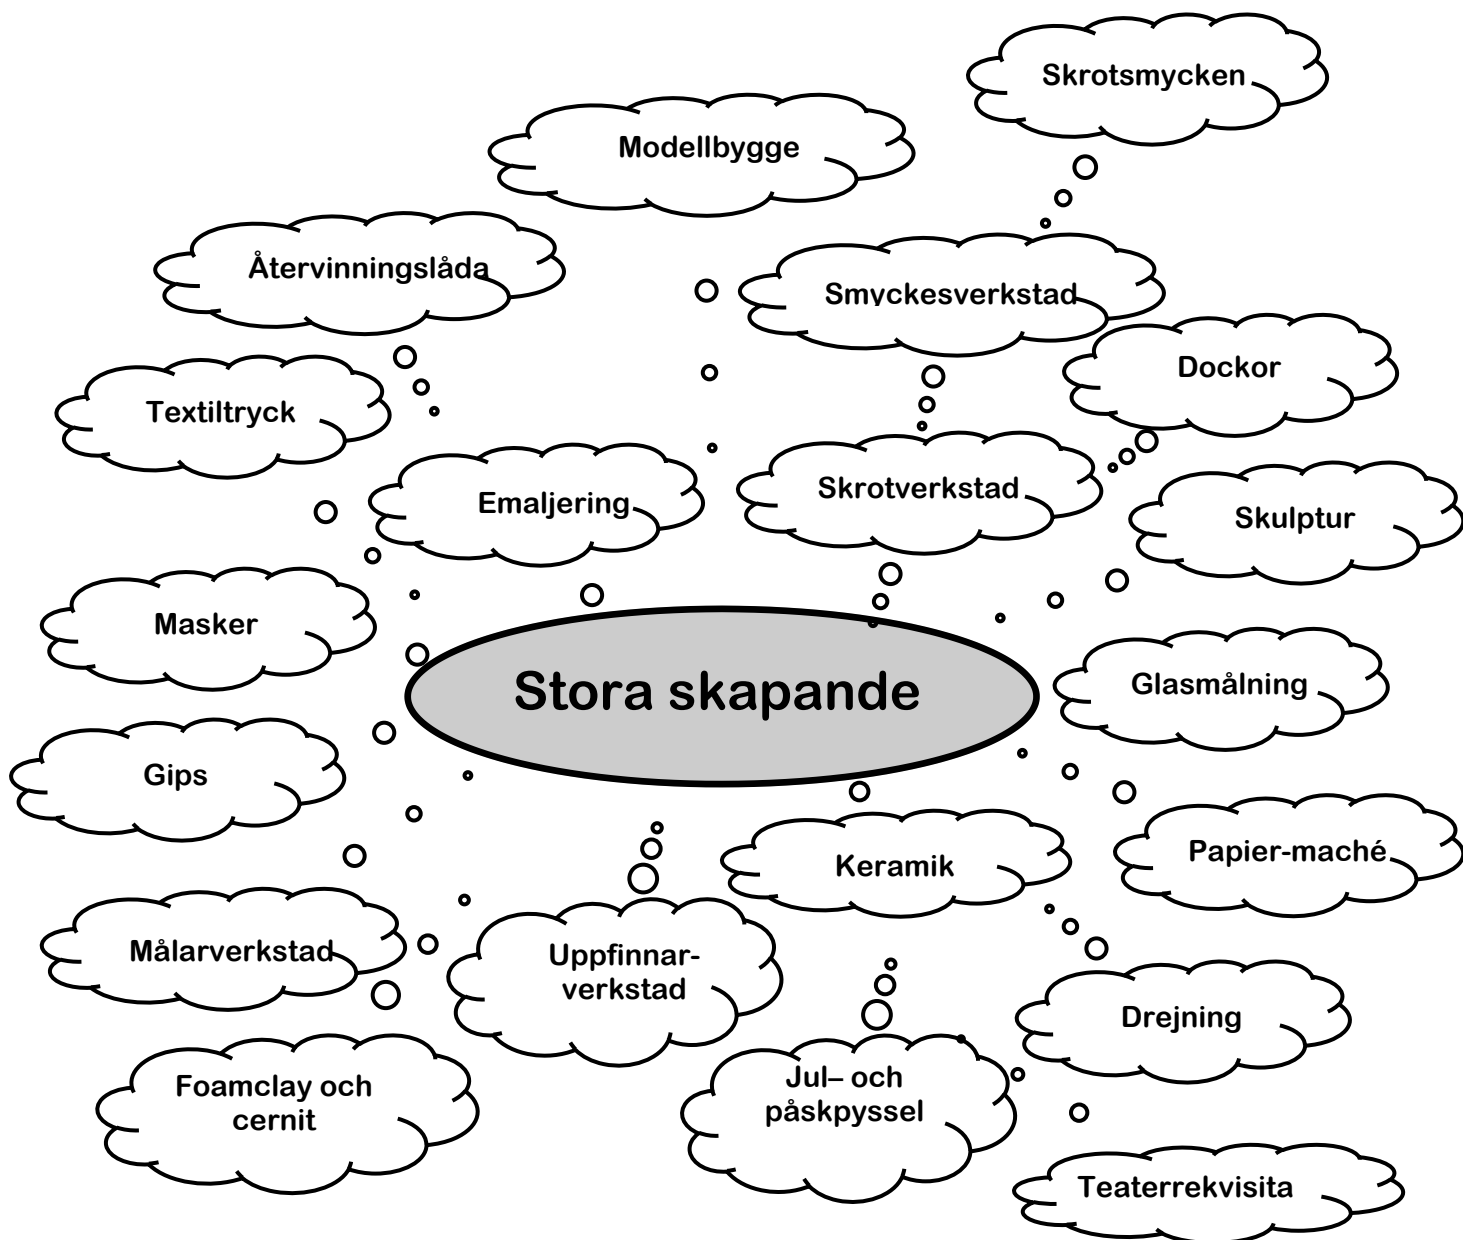 Skrotsmycken
Modellbygge
Återvinningslåda
Smyckesverkstad
Dockor
Textiltryck
Emaljering
Skrotverkstad
Skulptur
Masker
Stora skapande
Glasmålning
Gips
Keramik
Papier-maché
Målarverkstad
Uppfinnar-
verkstad
Drejning
Foamclay och
cernit
Jul– och
påskpyssel
Teaterrekvisita